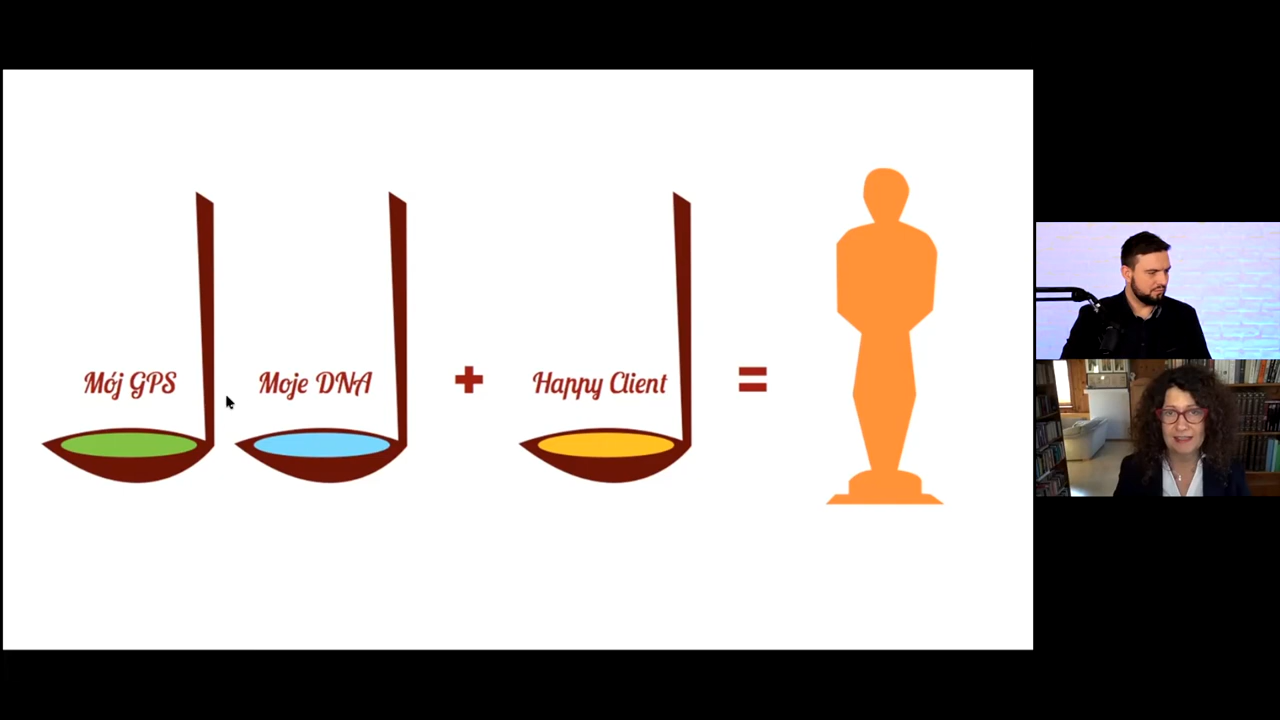 Mój GPS
Moje DNA
+
Happy Client
=